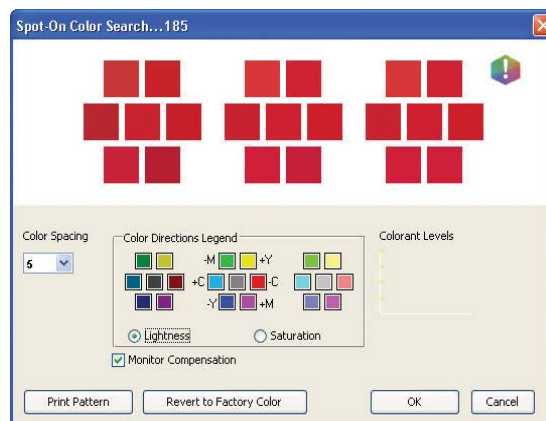 Spot-On Color Search...185
Color Spacing
5
Color Directions Legend
-M +Y
+C -C
-Y +M
Lightness
Saturation
Colorant Levels
Monitor Compensation
Print Pattern
Revert to Factory Color
OK
Cancel